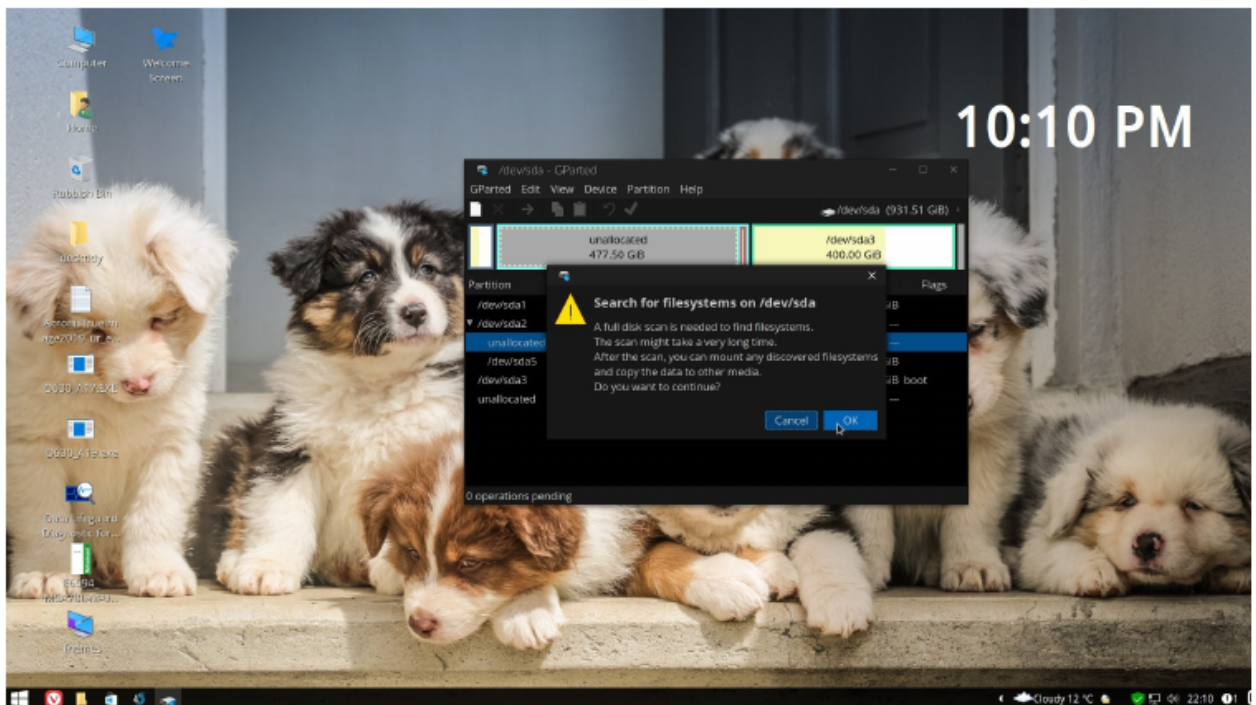 Computer
Welcome
Screen
Home
Rubbish Bin
10:10 PM
/dev/sda - GParted
GParted Edit View Device Partition Help
/dev/sda (931.51 GiB)
unallocated
477.50 GiB
/dev/sda3
400.00 GiB
Partition
Flags
/dev/sda1
/dev/sda2
unallocated
/dev/sda5
/dev/sda3
boot
unallocated
Search for filesystems on /dev/sda
A full disk scan is needed to find filesystems.
The scan might take a very long time.
After the scan, you can mount any discovered filesystems
and copy the data to other media.
Do you want to continue?
Cancel OK
0 operations pending
Themes
Cloudy 12 °C
22:10